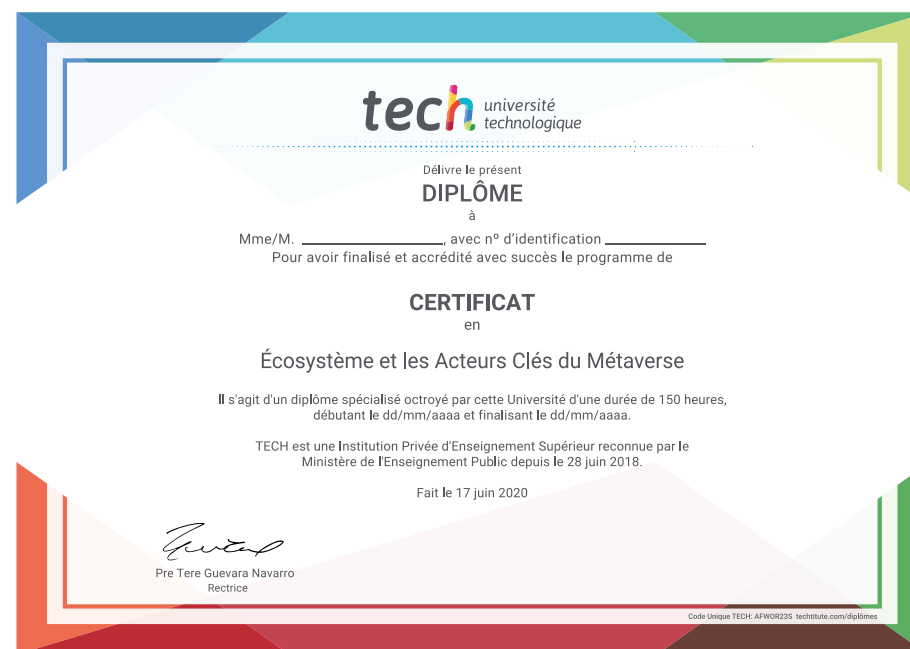 tech université
technologique
Délivre le présent
DIPLÔME
à
Mme/M. ____________________, avec nº d'identification ______________
Pour avoir finalisé et accrédité avec succès le programme de
CERTIFICAT
en
Écosystème et les Acteurs Clés du Métaverse
Il s'agit d'un diplôme spécialisé octroyé par cette Université d'une durée de 150 heures,
débutant le dd/mm/aaaa et finalisant le dd/mm/aaaa.
TECH est une Institution Privée d'Enseignement Supérieur reconnue par le
Ministère de l'Enseignement Public depuis le 28 juin 2018.
Fait le 17 juin 2020
Pre Tere Guevara Navarro
Rectrice
Code Unique TECH: AFWOR23S techtitute.com/diplômes